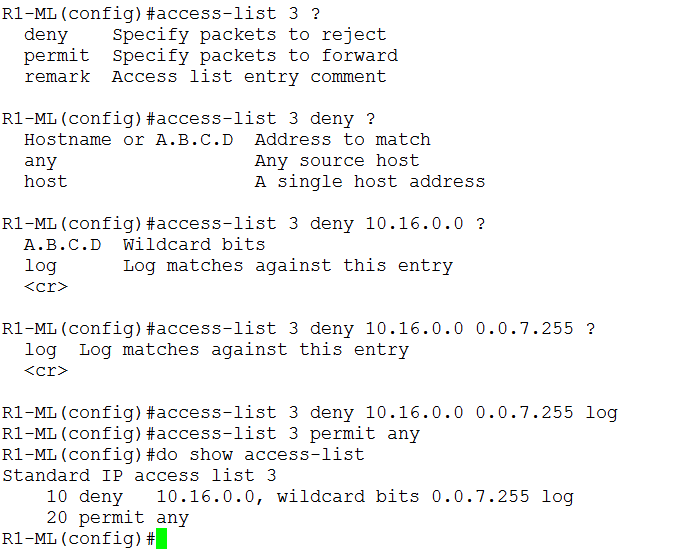 R1-ML(config)#access-list 3 ?
  deny    Specify packets to reject
  permit  Specify packets to forward
  remark  Access list entry comment

R1-ML(config)#access-list 3 deny ?
  Hostname or A.B.C.D  Address to match
  any                  Any source host
  host                 A single host address

R1-ML(config)#access-list 3 deny 10.16.0.0 ?
  A.B.C.D  Wildcard bits
  log      Log matches against this entry
  <cr>

R1-ML(config)#access-list 3 deny 10.16.0.0 0.0.7.255 ?
  log  Log matches against this entry
  <cr>

R1-ML(config)#access-list 3 deny 10.16.0.0 0.0.7.255 log
R1-ML(config)#access-list 3 permit any
R1-ML(config)#do show access-list
Standard IP access list 3
    10 deny   10.16.0.0, wildcard bits 0.0.7.255 log
    20 permit any
R1-ML(config)#